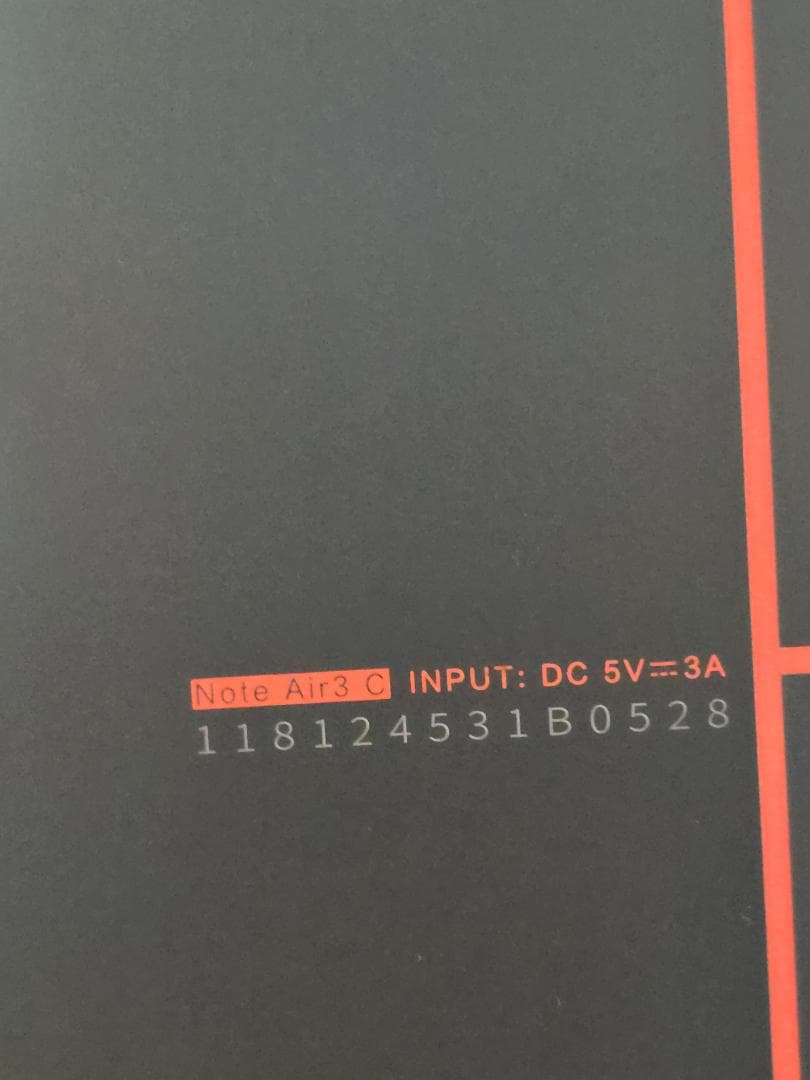 Note Air3 C INPUT: DC 5V⎓3A
118124531B0528